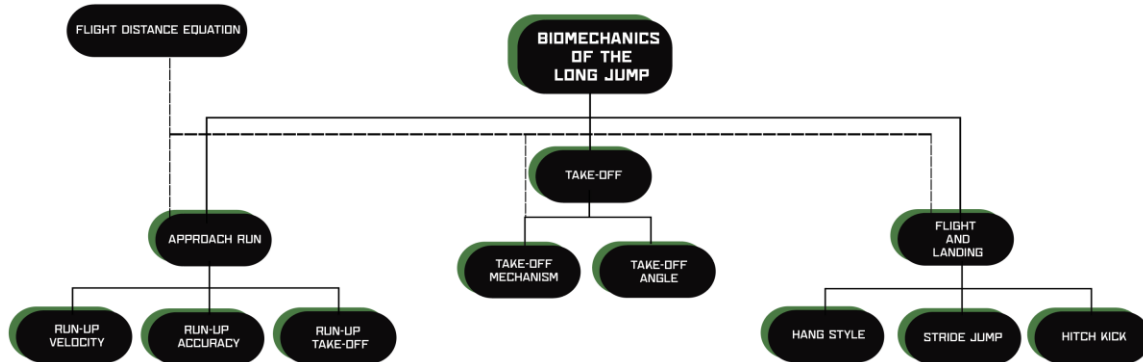 FLIGHT DISTANCE EQUATION
BIOMECHANICS
OF THE
LONG JUMP
TAKE-OFF
APPROACH RUN
FLIGHT
AND
LANDING
TAKE-OFF
MECHANISM
TAKE-OFF
ANGLE
RUN-UP
VELOCITY
RUN-UP
ACCURACY
RUN-UP
TAKE-OFF
HANG STYLE
STRIDE JUMP
HITCH KICK